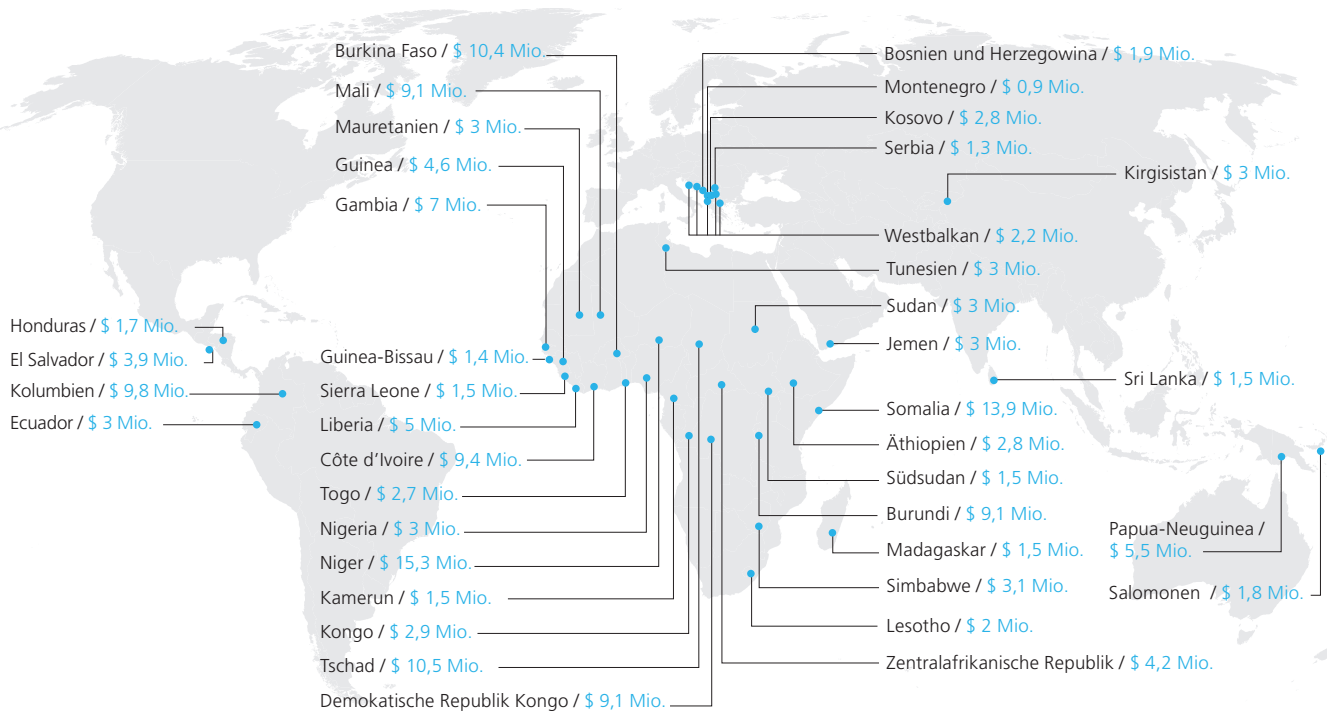 Burkina Faso / $ 10,4 Mio.
Mali / $ 9,1 Mio.
Mauretanien / $ 3 Mio.
Guinea / $ 4,6 Mio.
Gambia / $ 7 Mio.
Honduras / $ 1,7 Mio.
El Salvador / $ 3,9 Mio.
Kolumbien / $ 9,8 Mio.
Ecuador / $ 3 Mio.
Guinea-Bissau / $ 1,4 Mio.
Sierra Leone / $ 1,5 Mio.
Liberia / $ 5 Mio.
Côte d’Ivoire / $ 9,4 Mio.
Togo / $ 2,7 Mio.
Nigeria / $ 3 Mio.
Niger / $ 15,3 Mio.
Kamerun / $ 1,5 Mio.
Kongo / $ 2,9 Mio.
Tschad / $ 10,5 Mio.
Demokatische Republik Kongo / $ 9,1 Mio.
Bosnien und Herzegowina / $ 1,9 Mio.
Montenegro / $ 0,9 Mio.
Kosovo / $ 2,8 Mio.
Serbia / $ 1,3 Mio.
Westbalkan / $ 2,2 Mio.
Tunesien / $ 3 Mio.
Sudan / $ 3 Mio.
Jemen / $ 3 Mio.
Somalia / $ 13,9 Mio.
Äthiopien / $ 2,8 Mio.
Südsudan / $ 1,5 Mio.
Burundi / $ 9,1 Mio.
Madagaskar / $ 1,5 Mio.
Simbabwe / $ 3,1 Mio.
Lesotho / $ 2 Mio.
Zentralafrikanische Republik / $ 4,2 Mio.
Kirgisistan / $ 3 Mio.
Sri Lanka / $ 1,5 Mio.
Papua-Neuguinea /
$ 5,5 Mio.
Salomonen / $ 1,8 Mio.